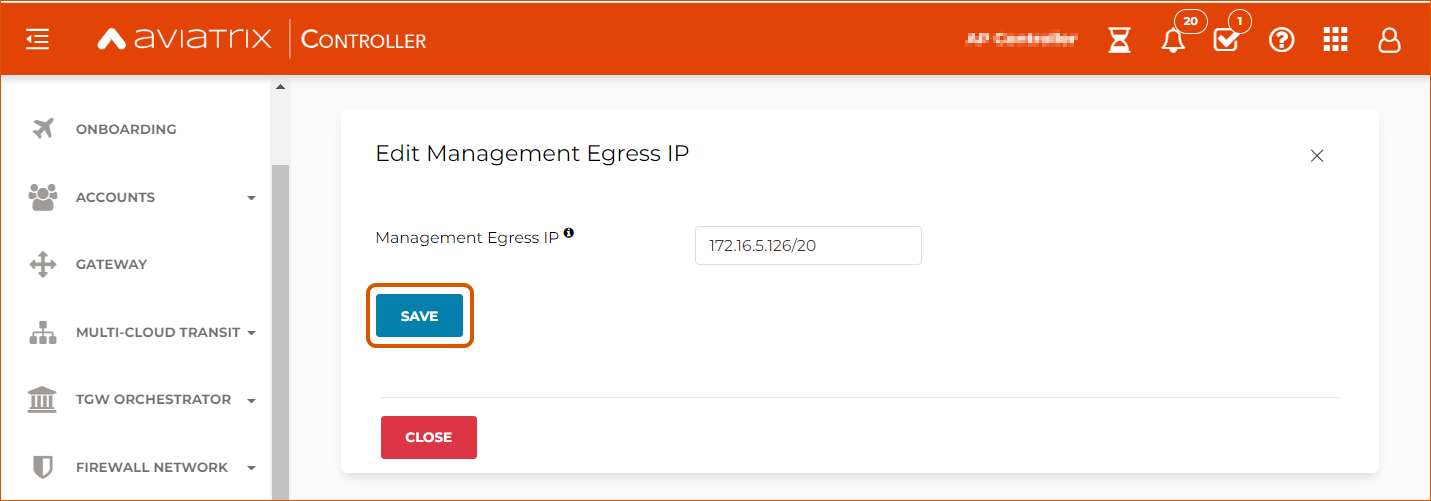 AVIATRIX CONTROLLER
20
1
ONBOARDING
ACCOUNTS
GATEWAY
MULTI-CLOUD TRANSIT
TGW ORCHESTRATOR
FIREWALL NETWORK
Edit Management Egress IP
Management Egress IP
172.16.5.126/20
SAVE
CLOSE